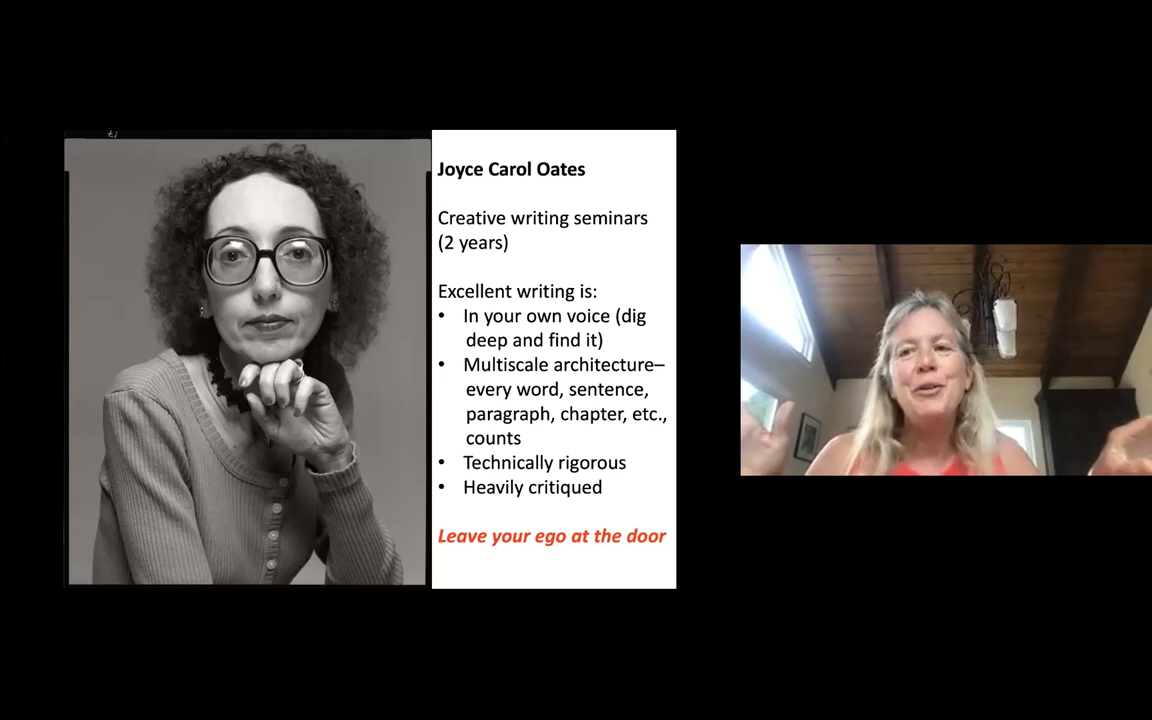 Joyce Carol Oates
Creative writing seminars
(2 years)
Excellent writing is:
• In your own voice (dig
deep and find it)
• Multiscale architecture–
every word, sentence,
paragraph, chapter, etc.,
counts
• Technically rigorous
• Heavily critiqued
Leave your ego at the door